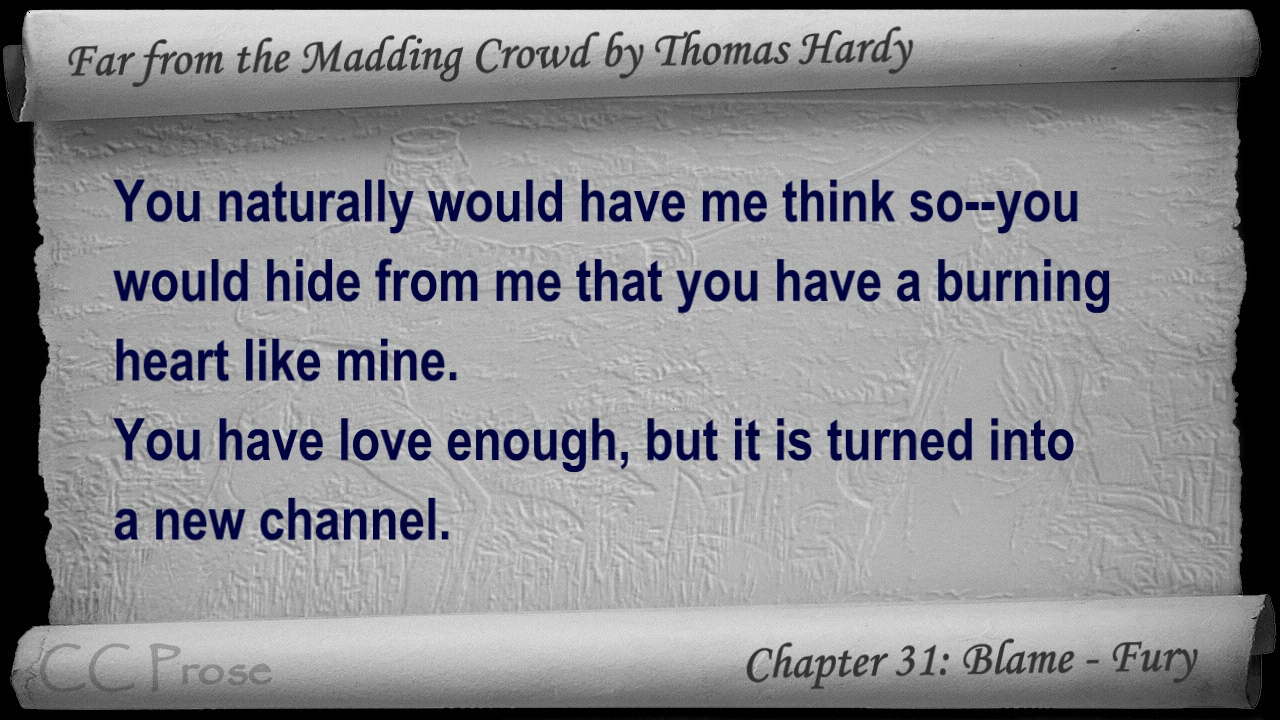 Far from the Madding Crowd by Thomas Hardy
You naturally would have me think so--you
would hide from me that you have a burning
heart like mine.
You have love enough, but it is turned into
a new channel.
CC Prose
Chapter 31: Blame - Fury